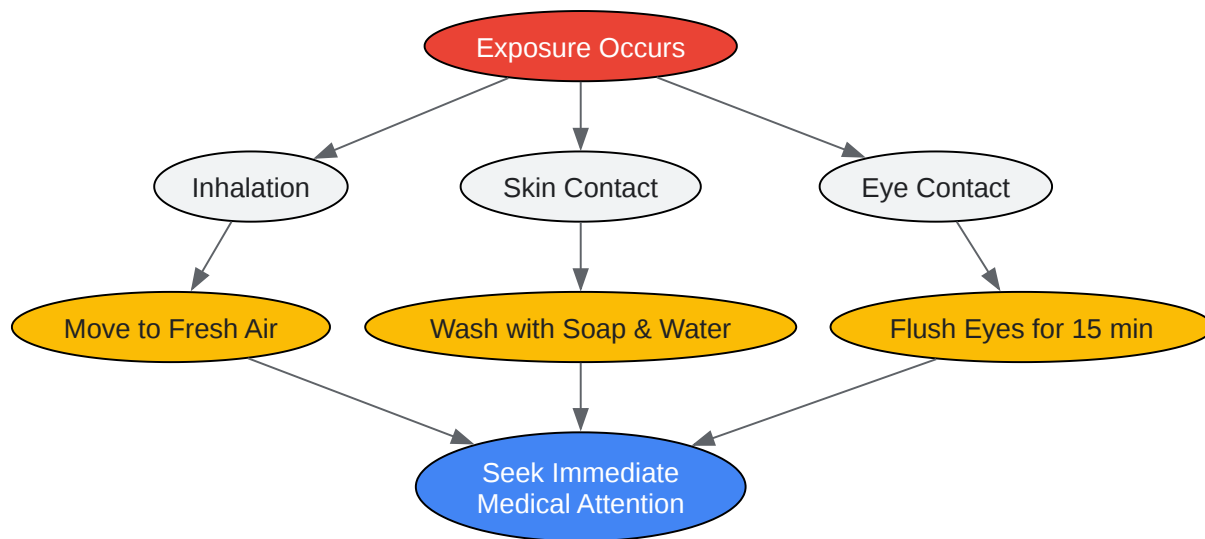 Exposure Occurs
Inhalation
Skin Contact
Eye Contact
Move to Fresh Air
Wash with Soap & Water
Flush Eyes for 15 min
Seek Immediate
Medical Attention